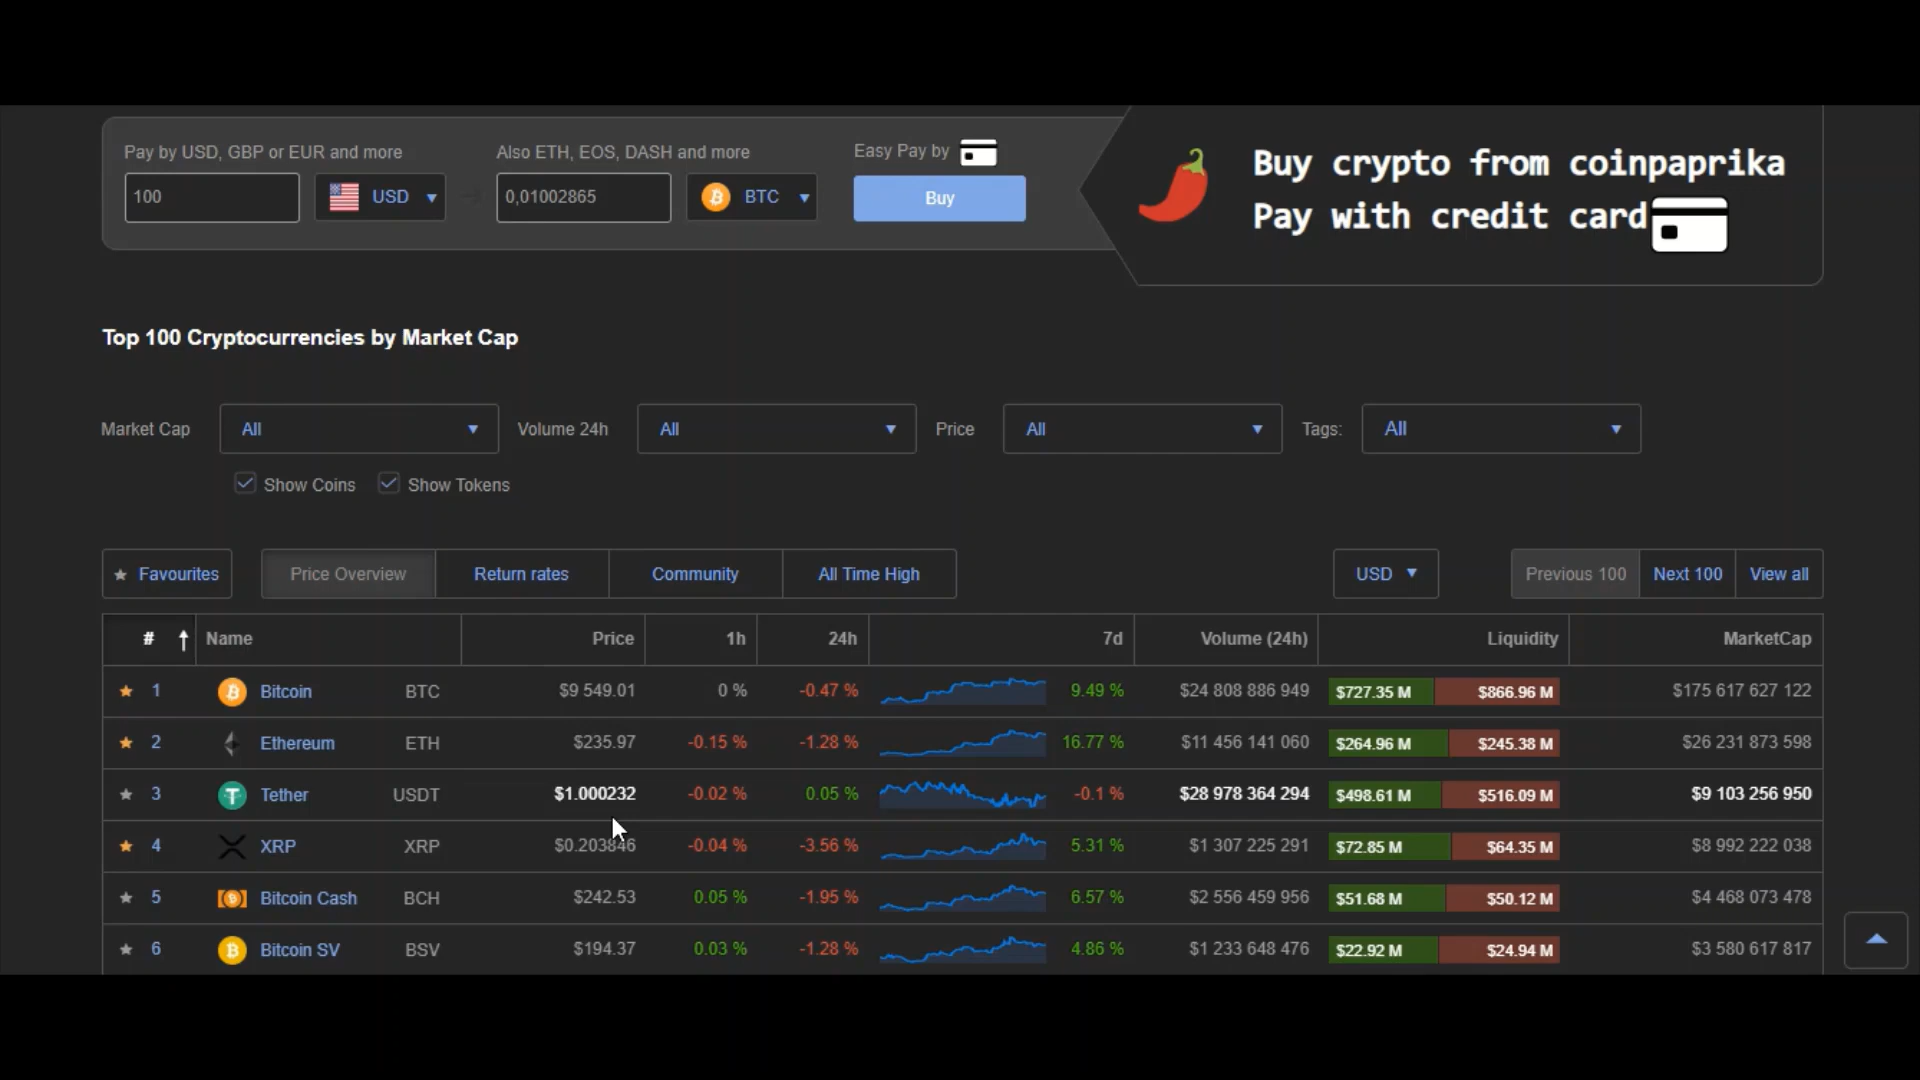 Pay by USD, GBP or EUR and more
Also ETH, EOS, DASH and more
Easy Pay by
100
USD
0,01002865
BTC
Buy
Buy crypto from coinpaprika
Pay with credit card
Top 100 Cryptocurrencies by Market Cap
Market Cap All Volume 24h All Price All Tags: All
Show Coins Show Tokens
Favourites Price Overview Return rates Community All Time High USD Previous 100 Next 100 View all
# Name Price 1h 24h 7d Volume (24h) Liquidity MarketCap
1 Bitcoin BTC $9 549.01 0 % -0.47 % 9.49 % $24 808 886 949 $727.35 M $866.96 M $175 617 627 122
2 Ethereum ETH $235.97 -0.15 % -1.28 % 16.77 % $11 456 141 060 $264.96 M $245.38 M $26 231 873 598
3 Tether USDT $1.000232 -0.02 % 0.05 % -0.1 % $28 978 364 294 $498.61 M $516.09 M $9 103 256 950
4 XRP XRP $0.203846 -0.04 % -3.56 % 5.31 % $1 307 225 291 $72.85 M $64.35 M $8 992 222 038
5 Bitcoin Cash BCH $242.53 0.05 % -1.95 % 6.57 % $2 556 459 956 $51.68 M $50.12 M $4 468 073 478
6 Bitcoin SV BSV $194.37 0.03 % -1.28 % 4.86 % $1 233 648 476 $22.92 M $24.94 M $3 580 617 817